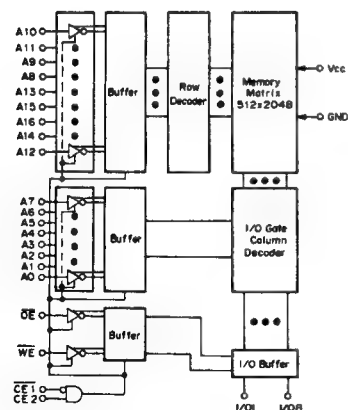 A10
A11
A9
A8
A13
A15
A16
A14
A12
Buffer
Row
Decoder
Memory
Matrix
512x2048
Vcc
GND
A7
A6
A5
A4
A3
A2
A1
A0
Buffer
I/O Gate
Column
Decoder
OE
WE
Buffer
I/O Buffer
CE1
CE2
I/O1
I/O8